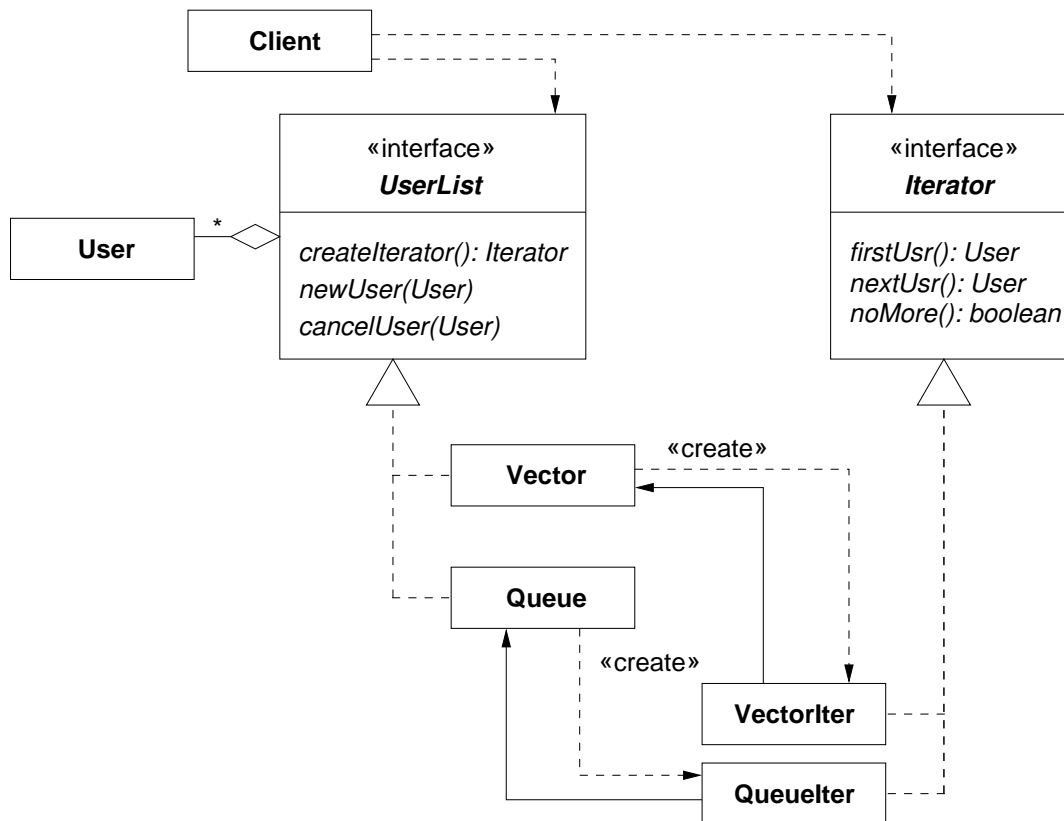 Client
«interface»
UserList
«interface»
Iterator
*
User
createIterator(): Iterator
newUser(User)
cancelUser(User)
firstUsr(): User
nextUsr(): User
noMore(): boolean
«create»
Vector
Queue
«create»
VectorIter
QueueIter